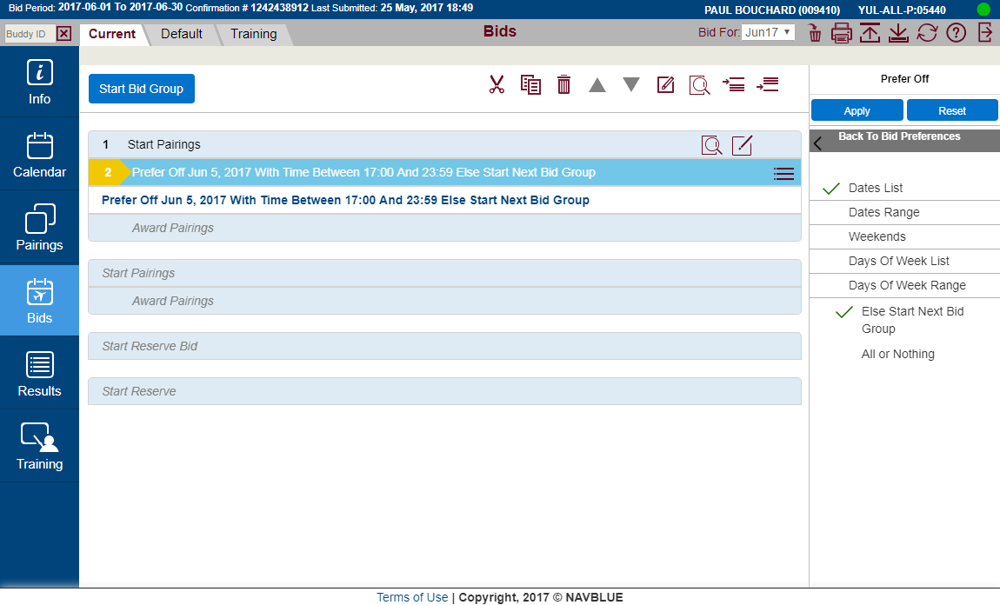 Bid Period: 2017-06-01 To 2017-06-30 Confirmation # 1242438912 Last Submitted: 25 May, 2017 18:49
PAUL BOUCHARD (009410) YUL-ALL-P:05440
Buddy ID
Current
Default
Training
Bids
Bid For: Jun17
Info
Calendar
Pairings
Bids
Results
Training
Start Bid Group
1 Start Pairings
2 Prefer Off Jun 5, 2017 With Time Between 17:00 And 23:59 Else Start Next Bid Group
Prefer Off Jun 5, 2017 With Time Between 17:00 And 23:59 Else Start Next Bid Group
Award Pairings
Start Pairings
Award Pairings
Start Reserve Bid
Start Reserve
Prefer Off
Apply
Reset
Back To Bid Preferences
Dates List
Dates Range
Weekends
Days Of Week List
Days Of Week Range
Else Start Next Bid
Group
All or Nothing
Terms of Use | Copyright, 2017 © NAVBLUE